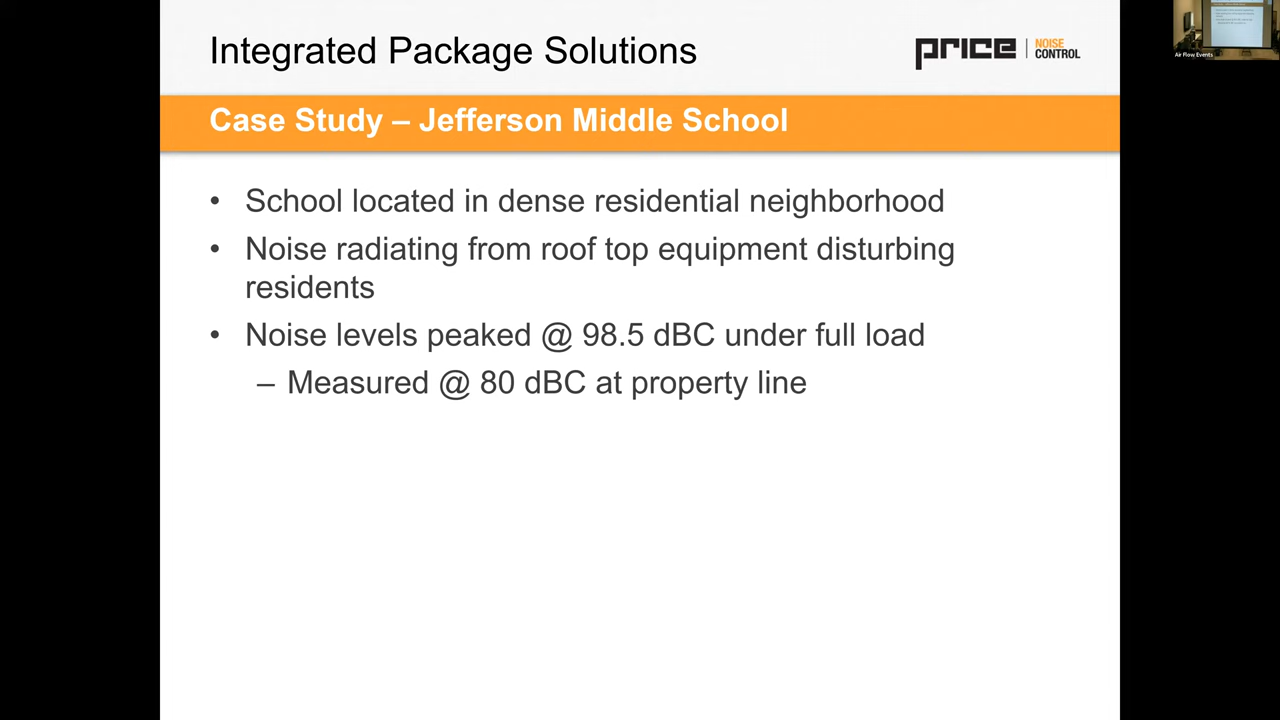 Integrated Package Solutions
price | NOISE
CONTROL
Air Flow Events
Case Study – Jefferson Middle School
• School located in dense residential neighborhood
• Noise radiating from roof top equipment disturbing
residents
• Noise levels peaked @ 98.5 dBC under full load
– Measured @ 80 dBC at property line